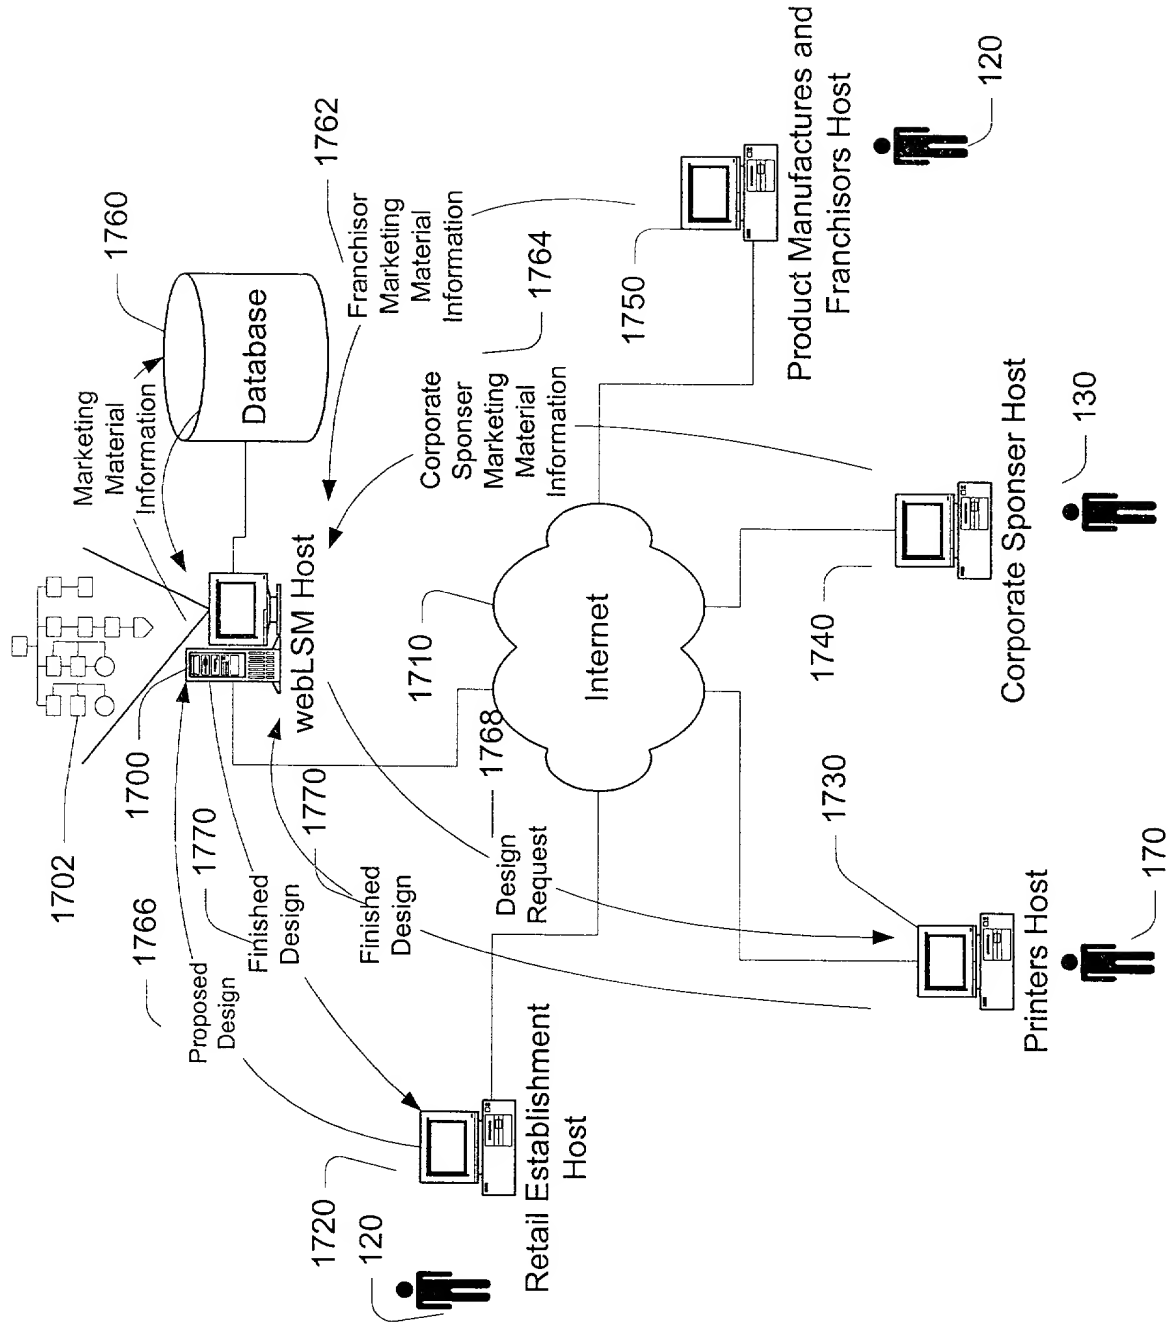 1702
1700
1760
Marketing
Material
Information
Database
webLSM Host
1766
Proposed
Design
1770
Finished
Design
1770
Finished
Design
1768
Design
Request
1710
Internet
1762
Franchisor
Marketing
Material
Information
1764
Corporate
Sponser
Marketing
Material
Information
1720
120
Retail Establishment
Host
1730
Printers Host
170
1740
Corporate Sponser Host
130
1750
Product Manufactures and
Franchisors Host
120